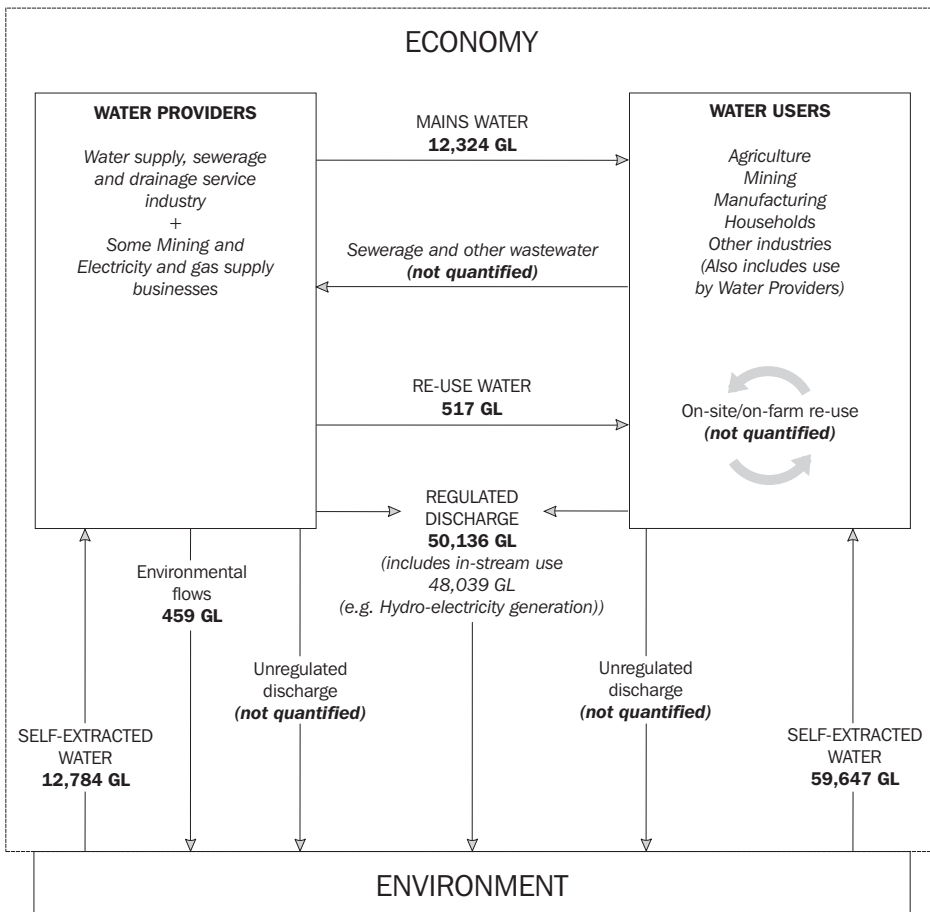 ECONOMY
WATER PROVIDERS
Water supply, sewerage
and drainage service
industry
+
Some Mining and
Electricity and gas supply
businesses
MAINS WATER
12,324 GL
Sewerage and other wastewater
(not quantified)
RE-USE WATER
517 GL
WATER USERS
Agriculture
Mining
Manufacturing
Households
Other industries
(Also includes use
by Water Providers)
On-site/on-farm re-use
(not quantified)
REGULATED
DISCHARGE
50,136 GL
(includes in-stream use
48,039 GL
(e.g. Hydro-electricity generation))
Environmental
flows
459 GL
Unregulated
discharge
(not quantified)
Unregulated
discharge
(not quantified)
SELF-EXTRACTED
WATER
12,784 GL
SELF-EXTRACTED
WATER
59,647 GL
ENVIRONMENT